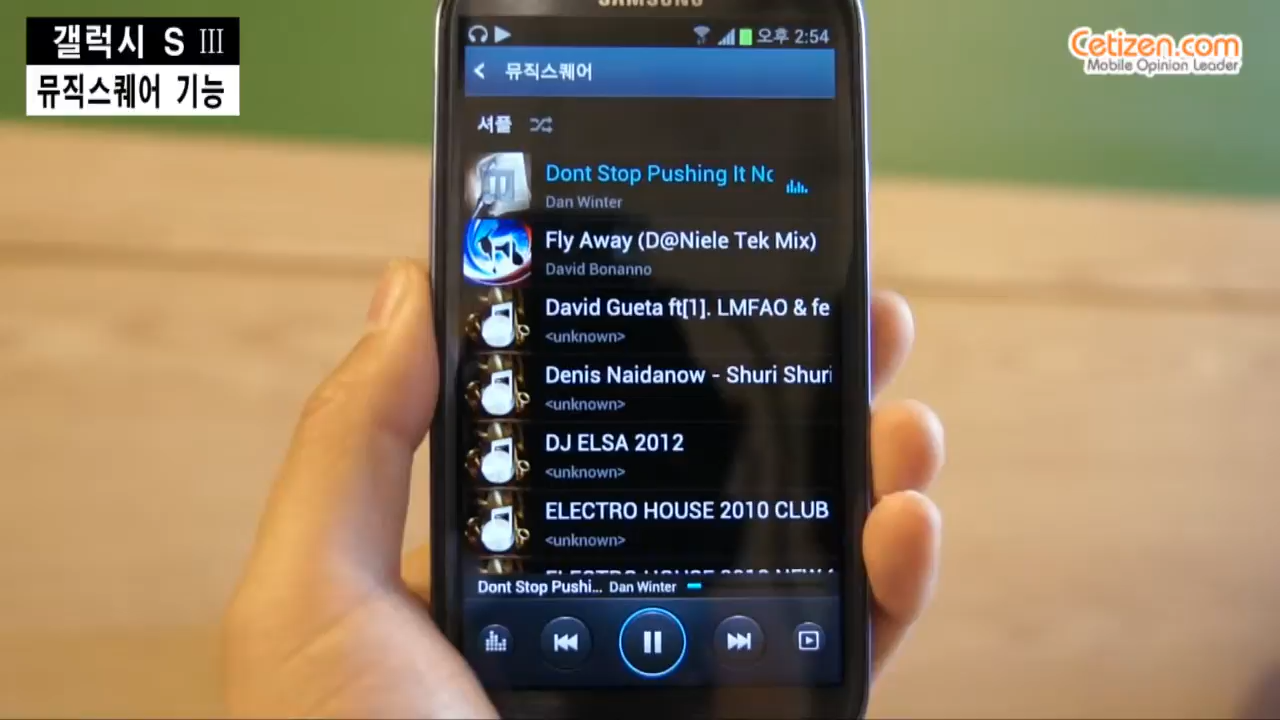 갤럭시 S III
뮤직스퀘어 기능
Cetizen.com
Mobile Opinion Leader
SAMSUNG
오후 2:54
뮤직스퀘어
셔플
Dont Stop Pushing It No
Dan Winter
Fly Away (D@Niele Tek Mix)
David Bonanno
David Gueta ft[1]. LMFAO & fe
<unknown>
Denis Naidanow - Shuri Shuri
<unknown>
DJ ELSA 2012
<unknown>
ELECTRO HOUSE 2010 CLUB
<unknown>
Dont Stop Pushi... Dan Winter